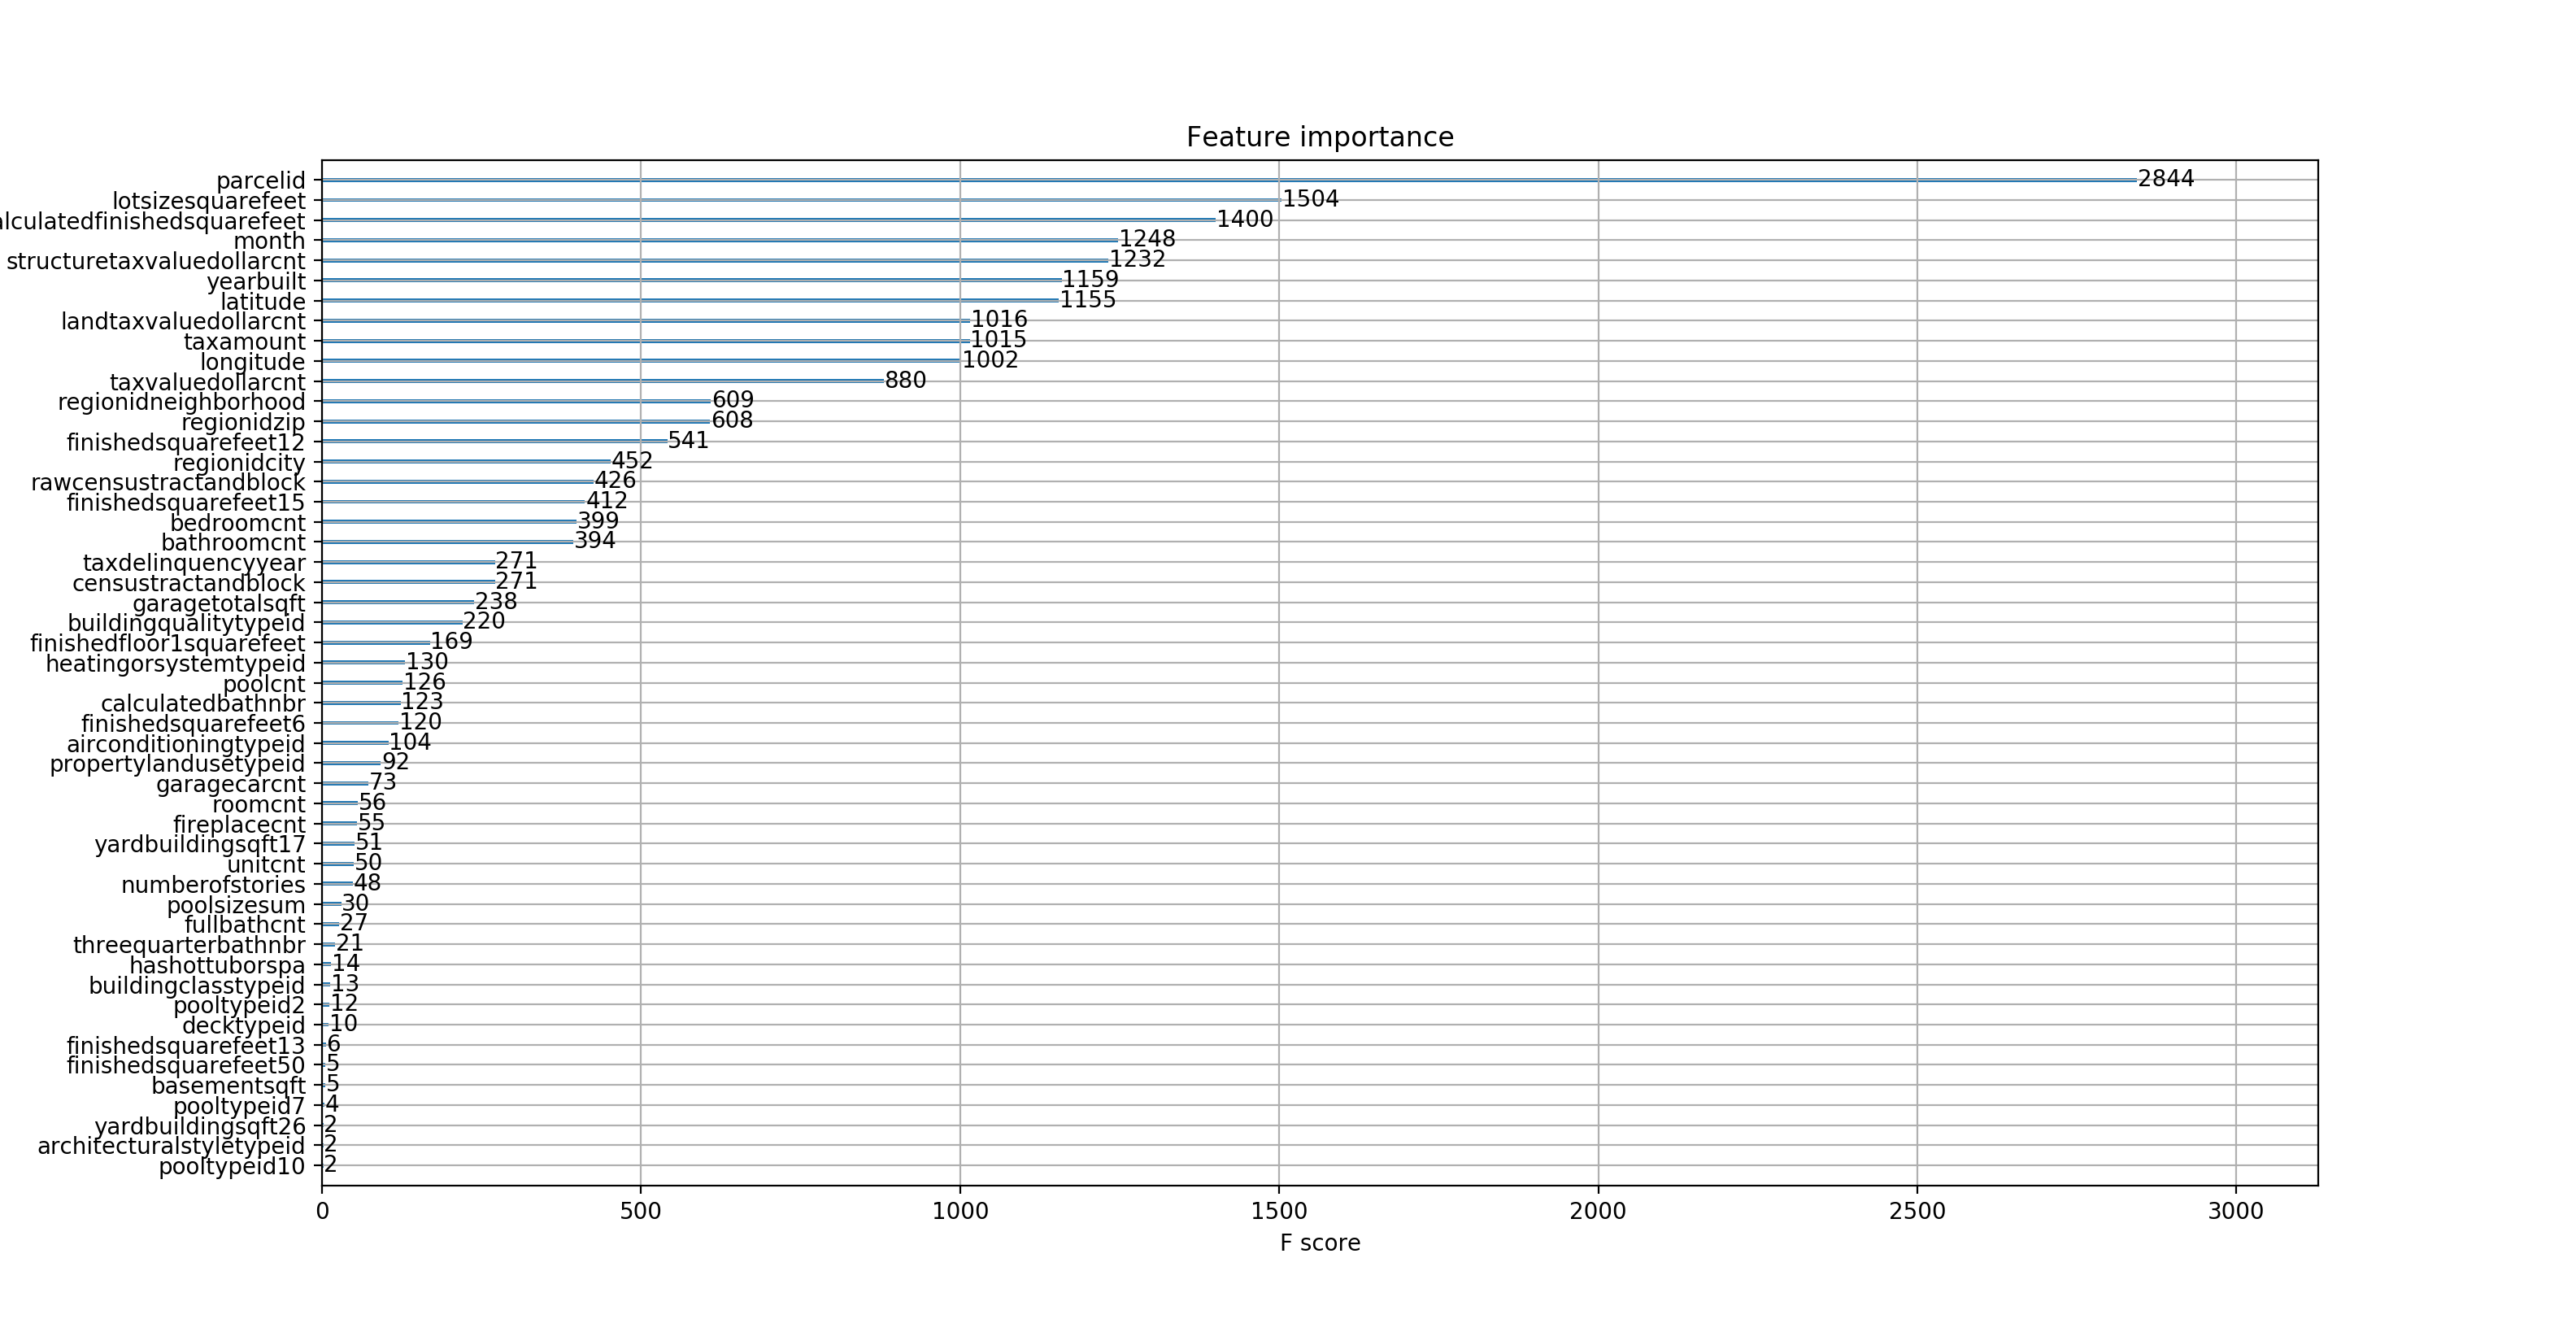 Feature importance
parcelid 2844
lotsizesquarefeet 1504
alculatedfinishedsquarefeet 1400
month 1248
structuretaxvaluedollarcnt 1232
yearbuilt 1159
latitude 1155
landtaxvaluedollarcnt 1016
taxamount 1015
longitude 1002
taxvaluedollarcnt 880
regionidneighborhood 609
regionidzip 608
finishedsquarefeet12 541
regionidcity 452
rawcensustractandblock 426
finishedsquarefeet15 412
bedroomcnt 399
bathroomcnt 394
taxdelinquencyyear 271
censustractandblock 271
garagetotalsqft 238
buildingqualitytypeid 220
finishedfloor1squarefeet 169
heatingorsystemtypeid 130
poolcnt 126
calculatedbathnbr 123
finishedsquarefeet6 120
airconditioningtypeid 104
propertylandusetypeid 92
garagecarcnt 73
roomcnt 56
fireplacecnt 55
yardbuildingsqft17 51
unitcnt 50
numberofstories 48
poolsizesum 30
fullbathcnt 27
threequarterbathnbr 21
hashottuborspa 14
buildingclasstypeid 13
pooltypeid2 12
decktypeid 10
finishedsquarefeet13 6
finishedsquarefeet50 5
basementsqft 5
pooltypeid7 4
yardbuildingsqft26 2
architecturalstyletypeid 2
pooltypeid10 2
0 500 1000 1500 2000 2500 3000
F score